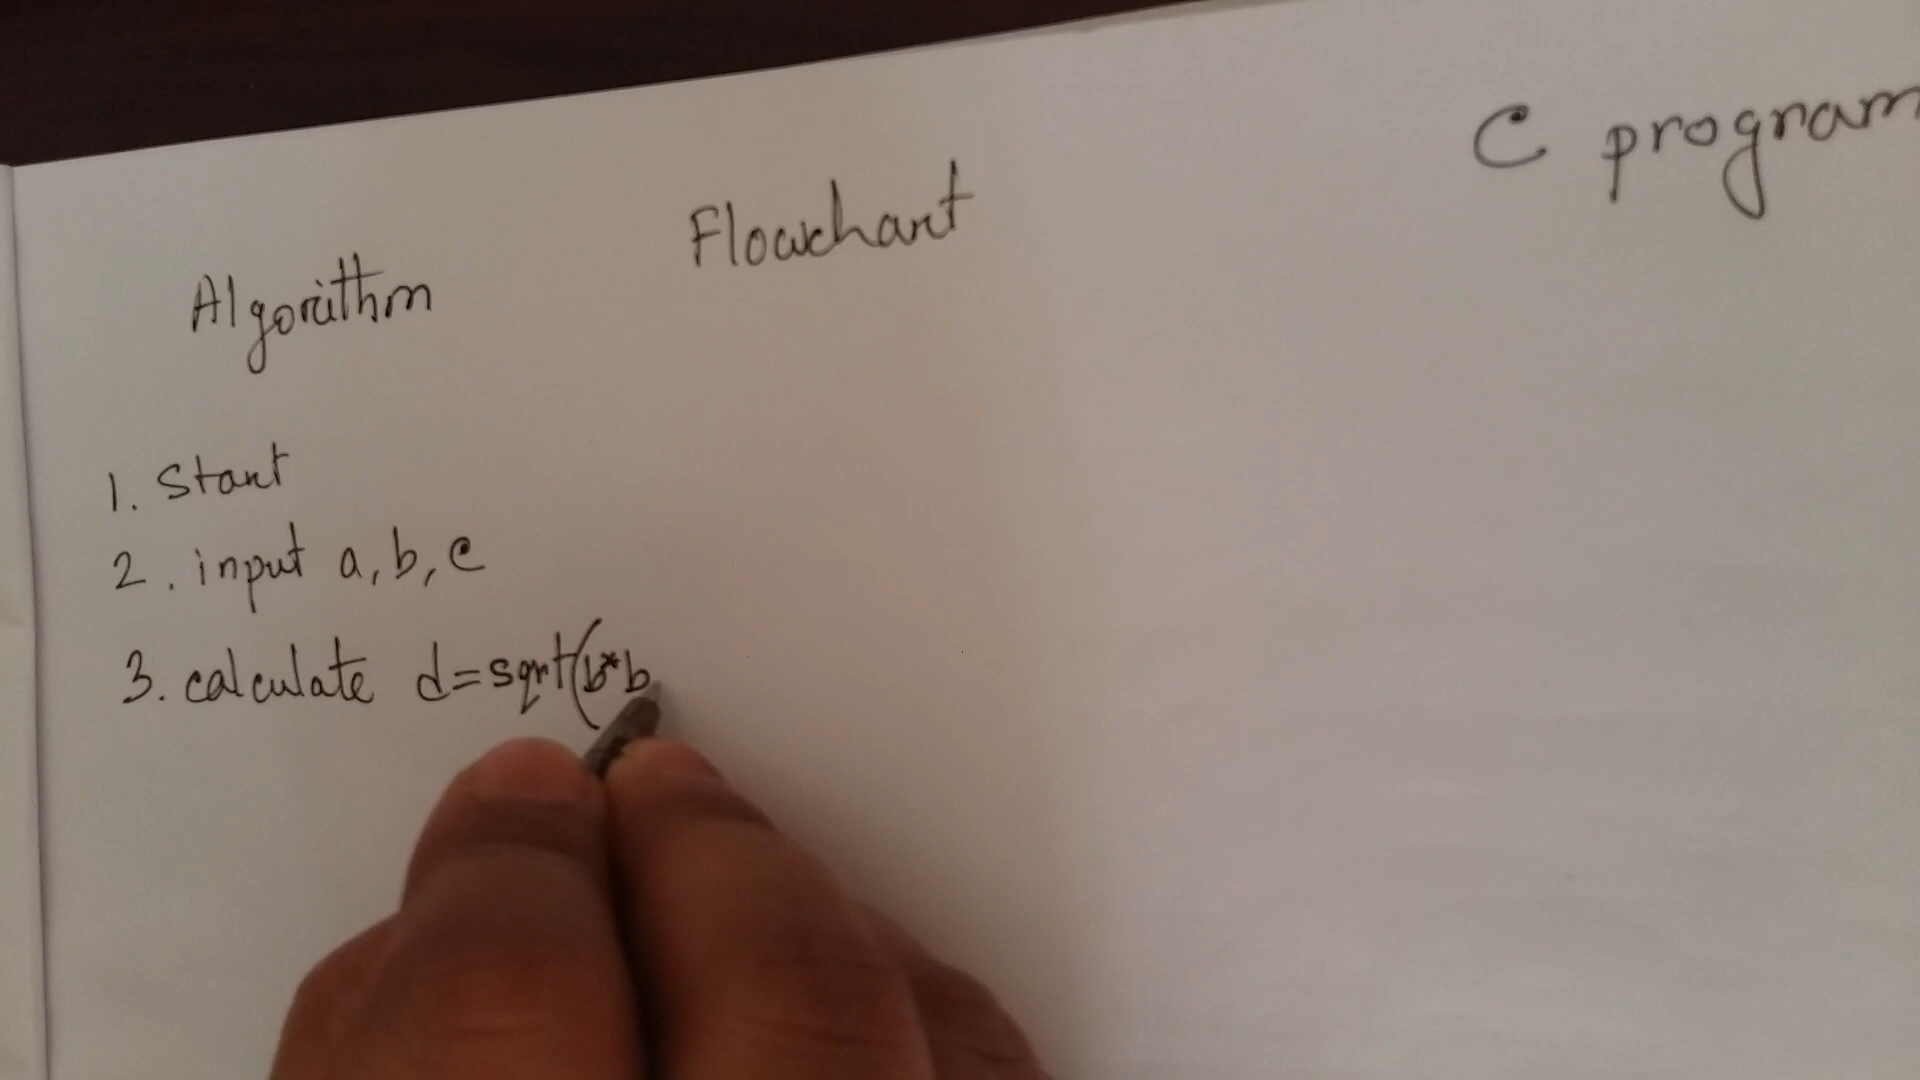 Algorithm
Flowchart
C program
1. Start
2. input a, b, c
3. calculate d=sqrt(b*b